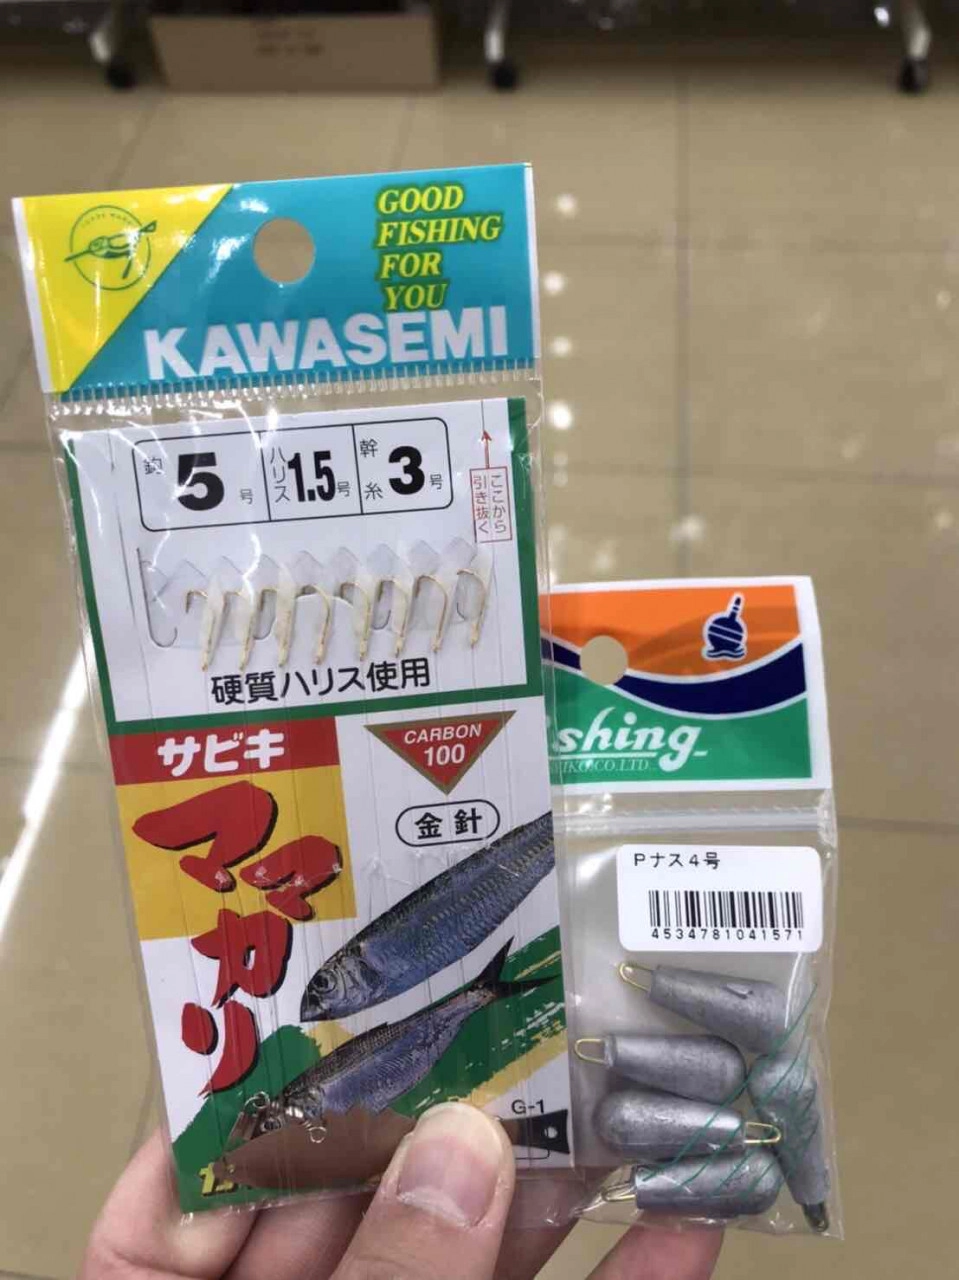 GOOD
FISHING
FOR
YOU
KAWASEMI
鈎 5 号 ハリス 1.5号 幹糸 3 号
ここから
引き抜く
硬質ハリス使用
サビキ
ママカリ
CARBON
100
金針
G-1
shing
CO.LTD.
Pナス4号
4534781041571